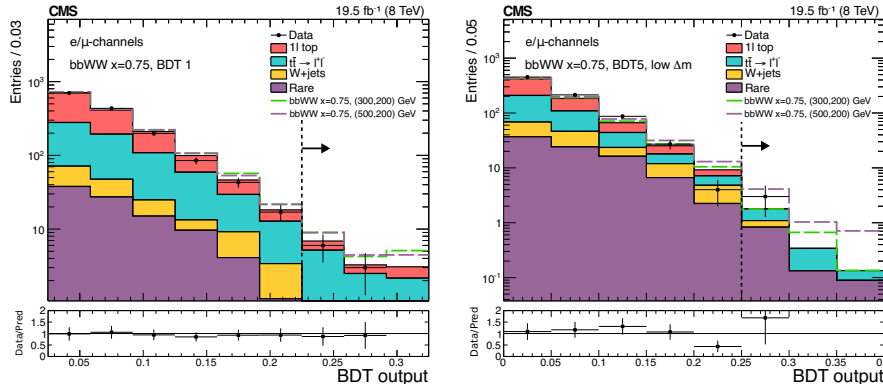 CMS 19.5 fb⁻¹ (8 TeV)
Entries / 0.03
e/μ-channels
bbWW x=0.75, BDT 1
Data
1l top
tt̄ → l⁺l⁻
W+jets
Rare
bbWW x=0.75, (300,200) GeV
bbWW x=0.75, (500,200) GeV
10³
10²
10
Data/Pred
2
1.5
1
0.5
0
0.05 0.1 0.15 0.2 0.25 0.3
BDT output
CMS 19.5 fb⁻¹ (8 TeV)
Entries / 0.05
e/μ-channels
bbWW x=0.75, BDT5, low Δm
Data
1l top
tt̄ → l⁺l⁻
W+jets
Rare
bbWW x=0.75, (300,200) GeV
bbWW x=0.75, (500,200) GeV
10³
10²
10
1
10⁻¹
Data/Pred
2
1.5
1
0.5
0
0 0.05 0.1 0.15 0.2 0.25 0.3 0.35
BDT output